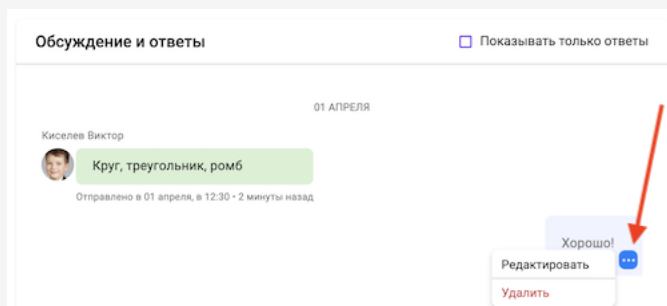 Обсуждение и ответы
Показывать только ответы
01 АПРЕЛЯ
Киселев Виктор
Круг, треугольник, ромб
Отправлено в 01 апреля, в 12:30 • 2 минуты назад
Хорошо!
Редактировать
Удалить